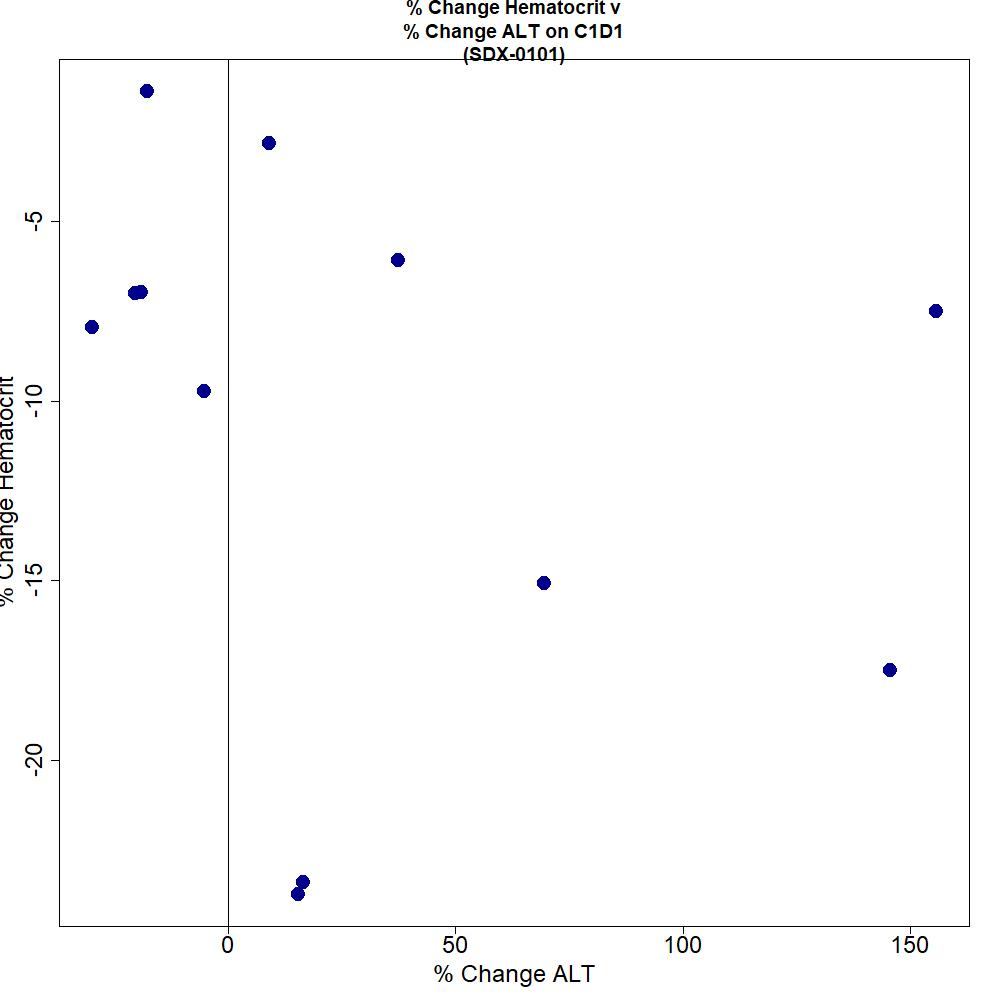 % Change Hematocrit v
% Change ALT on C1D1
(SDX-0101)
-5
-10
-15
-20
% Change Hematocrit
0 50 100 150
% Change ALT